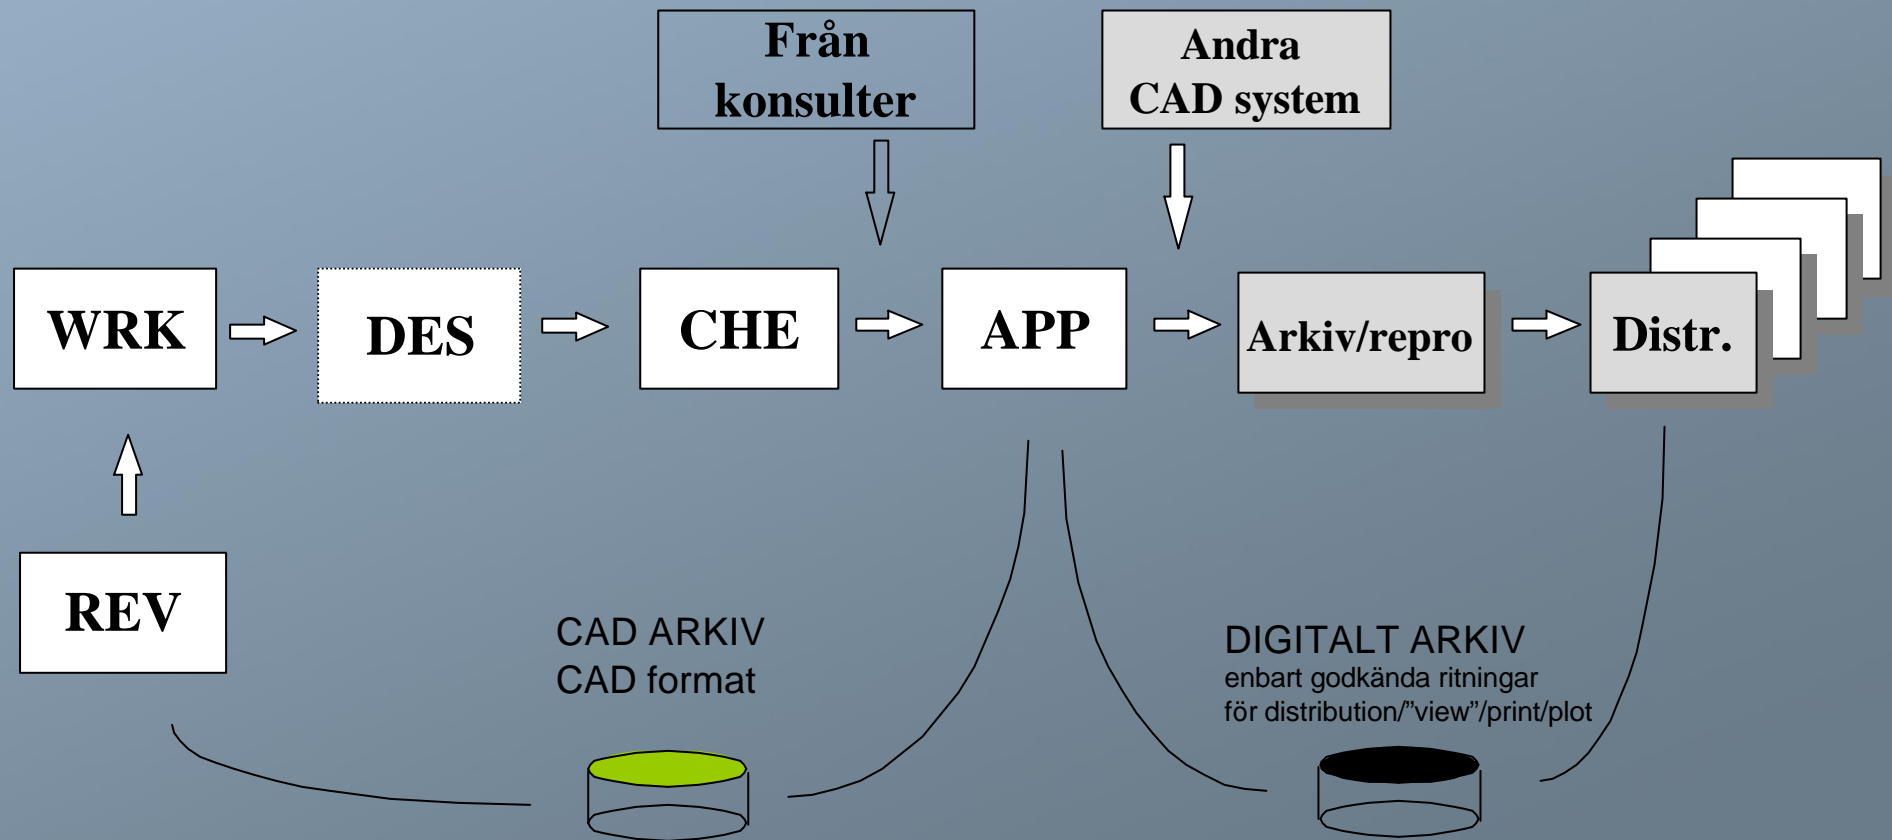 Från
konsulter
Andra
CAD system
WRK
DES
CHE
APP
Arkiv/repro
Distr.
REV
CAD ARKIV
CAD format
DIGITALT ARKIV
enbart godkända ritningar
för distribution/”view”/print/plot